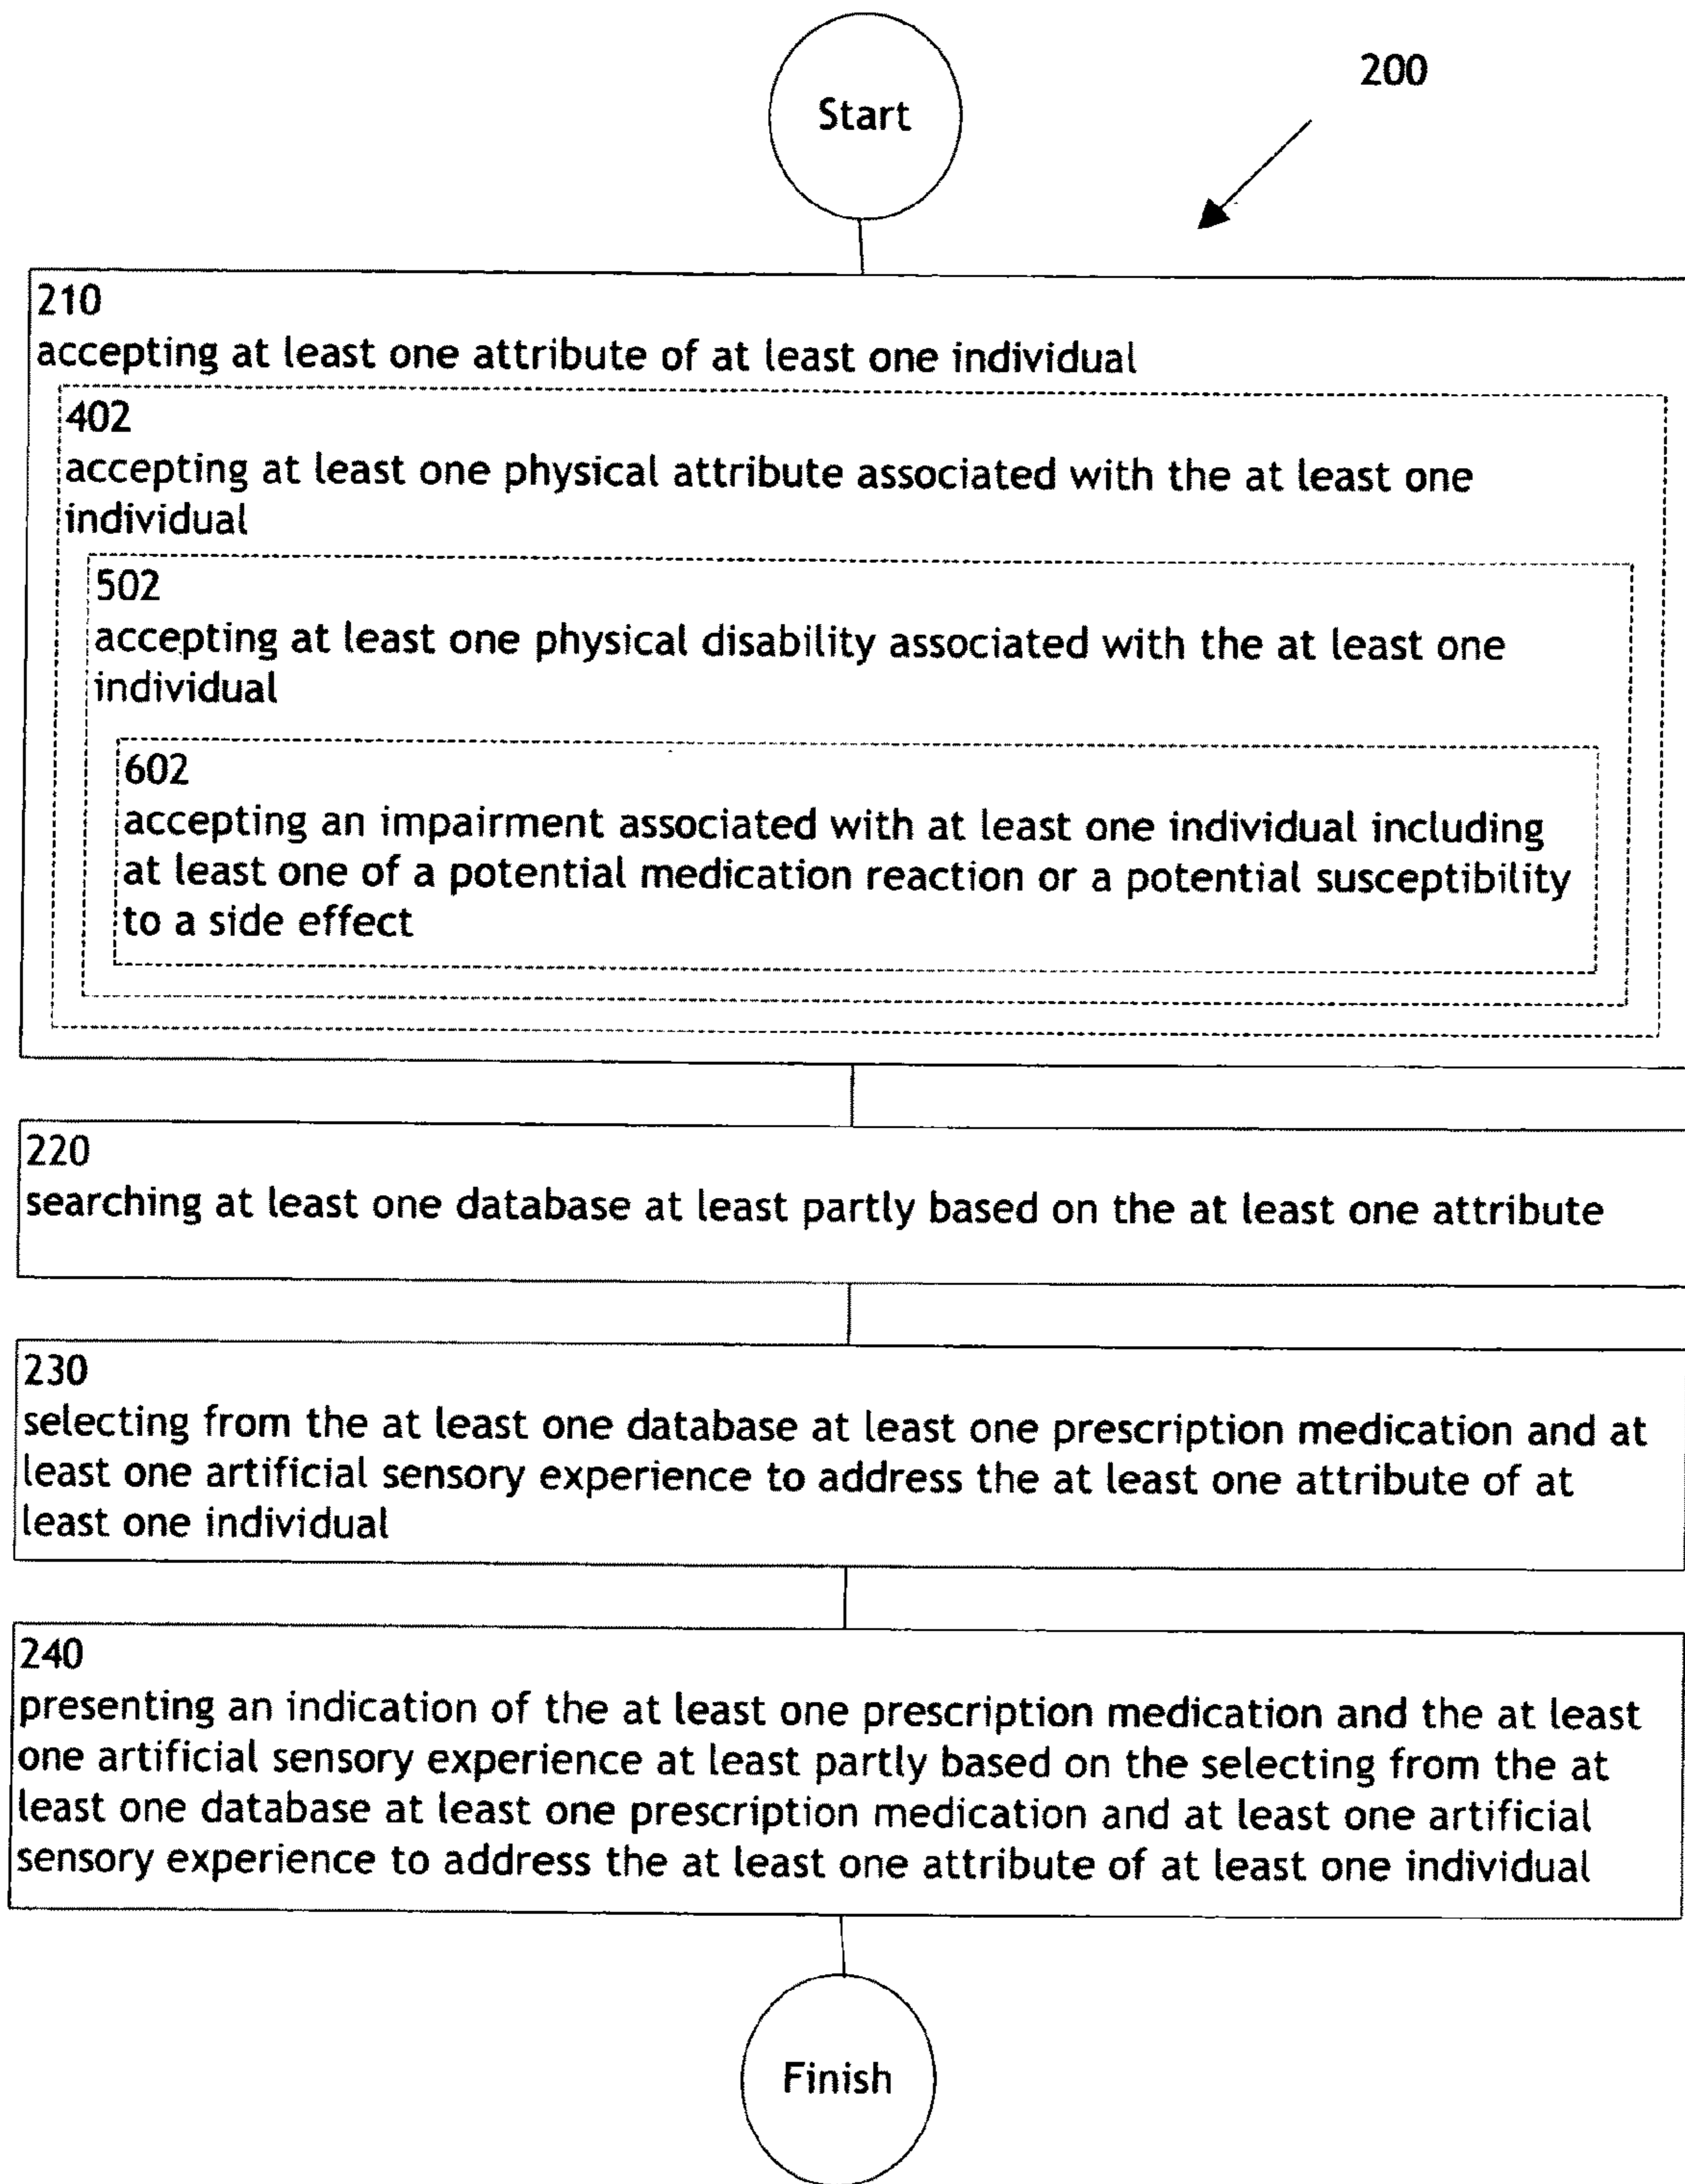 Start
200
210
accepting at least one attribute of at least one individual
402
accepting at least one physical attribute associated with the at least one
individual
502
accepting at least one physical disability associated with the at least one
individual
602
accepting an impairment associated with at least one individual including
at least one of a potential medication reaction or a potential susceptibility
to a side effect
220
searching at least one database at least partly based on the at least one attribute
230
selecting from the at least one database at least one prescription medication and at
least one artificial sensory experience to address the at least one attribute of at
least one individual
240
presenting an indication of the at least one prescription medication and the at least
one artificial sensory experience at least partly based on the selecting from the at
least one database at least one prescription medication and at least one artificial
sensory experience to address the at least one attribute of at least one individual
Finish